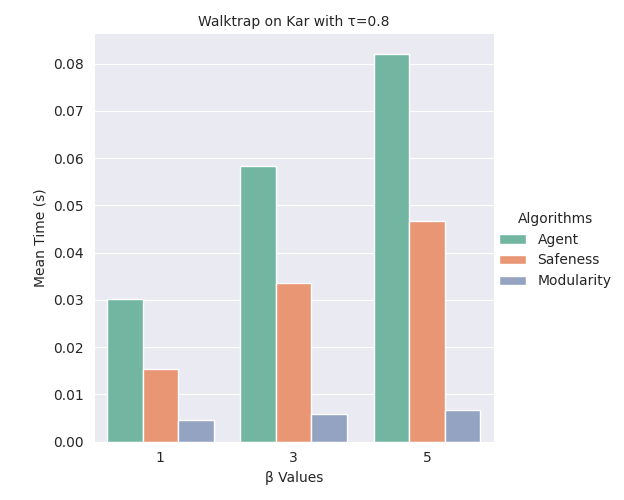 Walktrap on Kar with τ=0.8
0.08
0.07
0.06
0.05
0.04
0.03
0.02
0.01
0.00
Mean Time (s)
1 3 5
β Values
Algorithms
Agent
Safeness
Modularity